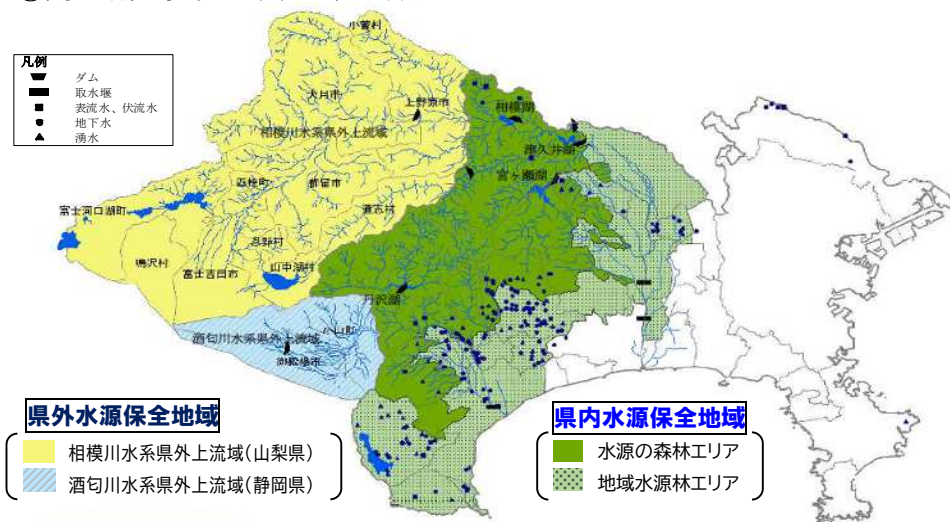 凡例
ダム
取水堰
表流水、伏流水
地下水
湧水
小菅村
大月市
上野原市
相模川水系県外上流域
相模湖
津久井湖
宮ヶ瀬湖
西桂町
都留市
道志村
富士河口湖町
忍野村
鳴沢村
富士吉田市
山中湖村
丹沢湖
小山町
酒匂川水系県外上流域
御殿場市
県外水源保全地域
相模川水系県外上流域(山梨県)
酒匂川水系県外上流域(静岡県)
県内水源保全地域
水源の森林エリア
地域水源林エリア